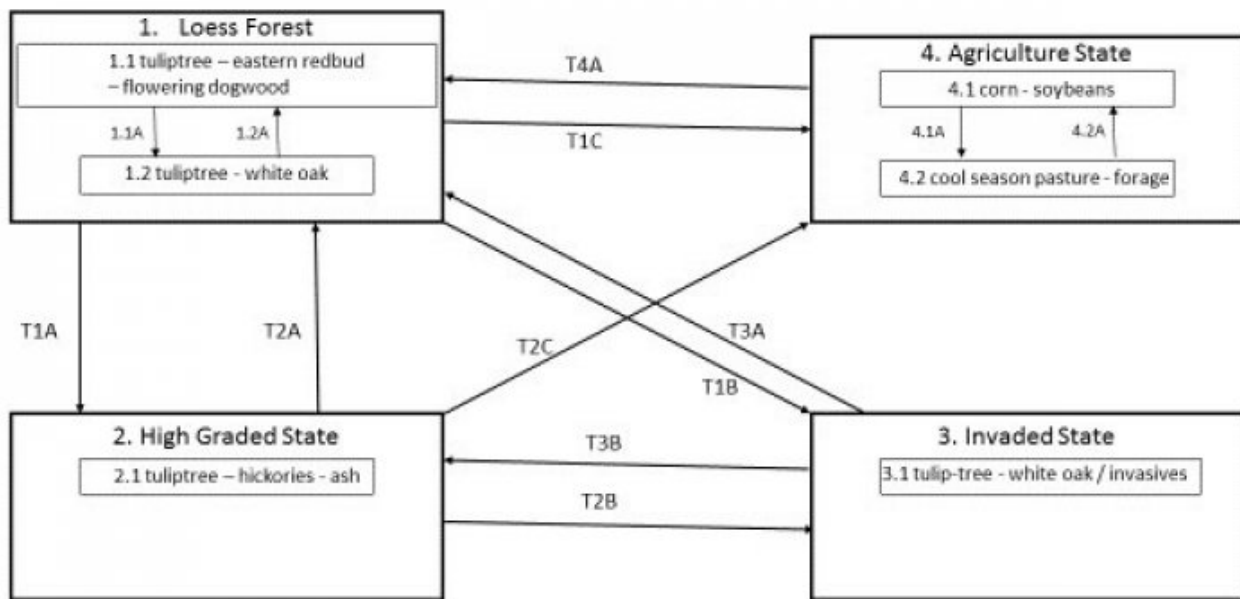 1. Loess Forest
1.1 tuliptree – eastern redbud
– flowering dogwood
1.1A
1.2A
1.2 tuliptree - white oak
T4A
T1C
4. Agriculture State
4.1 corn - soybeans
4.1A
4.2A
4.2 cool season pasture - forage
T1A
T2A
T2C
T3A
T1B
2. High Graded State
2.1 tuliptree – hickories - ash
T3B
T2B
3. Invaded State
3.1 tulip-tree - white oak / invasives